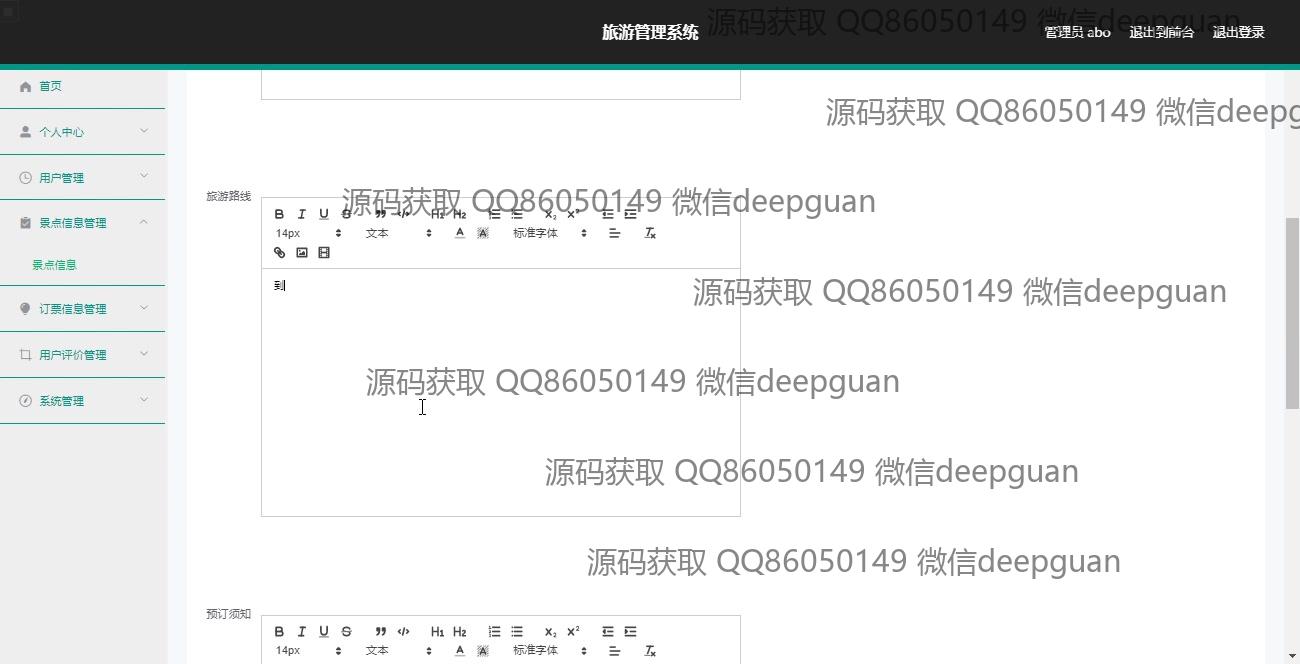 旅游管理系统
源码获取 QQ86050149 微信deepguan
管理员 abo 退出到前台 退出登录
首页
源码获取 QQ86050149 微信deepg
个人中心
用户管理
旅游路线
源码获取 QQ86050149 微信deepguan
B I U S ❞ </> H1 H2 X₂ X²
景点信息管理
14px 文本 A A 标准字体 Tx
景点信息
到
源码获取 QQ86050149 微信deepguan
订票信息管理
用户评价管理
源码获取 QQ86050149 微信deepguan
系统管理
源码获取 QQ86050149 微信deepguan
源码获取 QQ86050149 微信deepguan
预订须知
B I U S ❞ </> H1 H2 X₂ X²
14px 文本 A A 标准字体 Tx